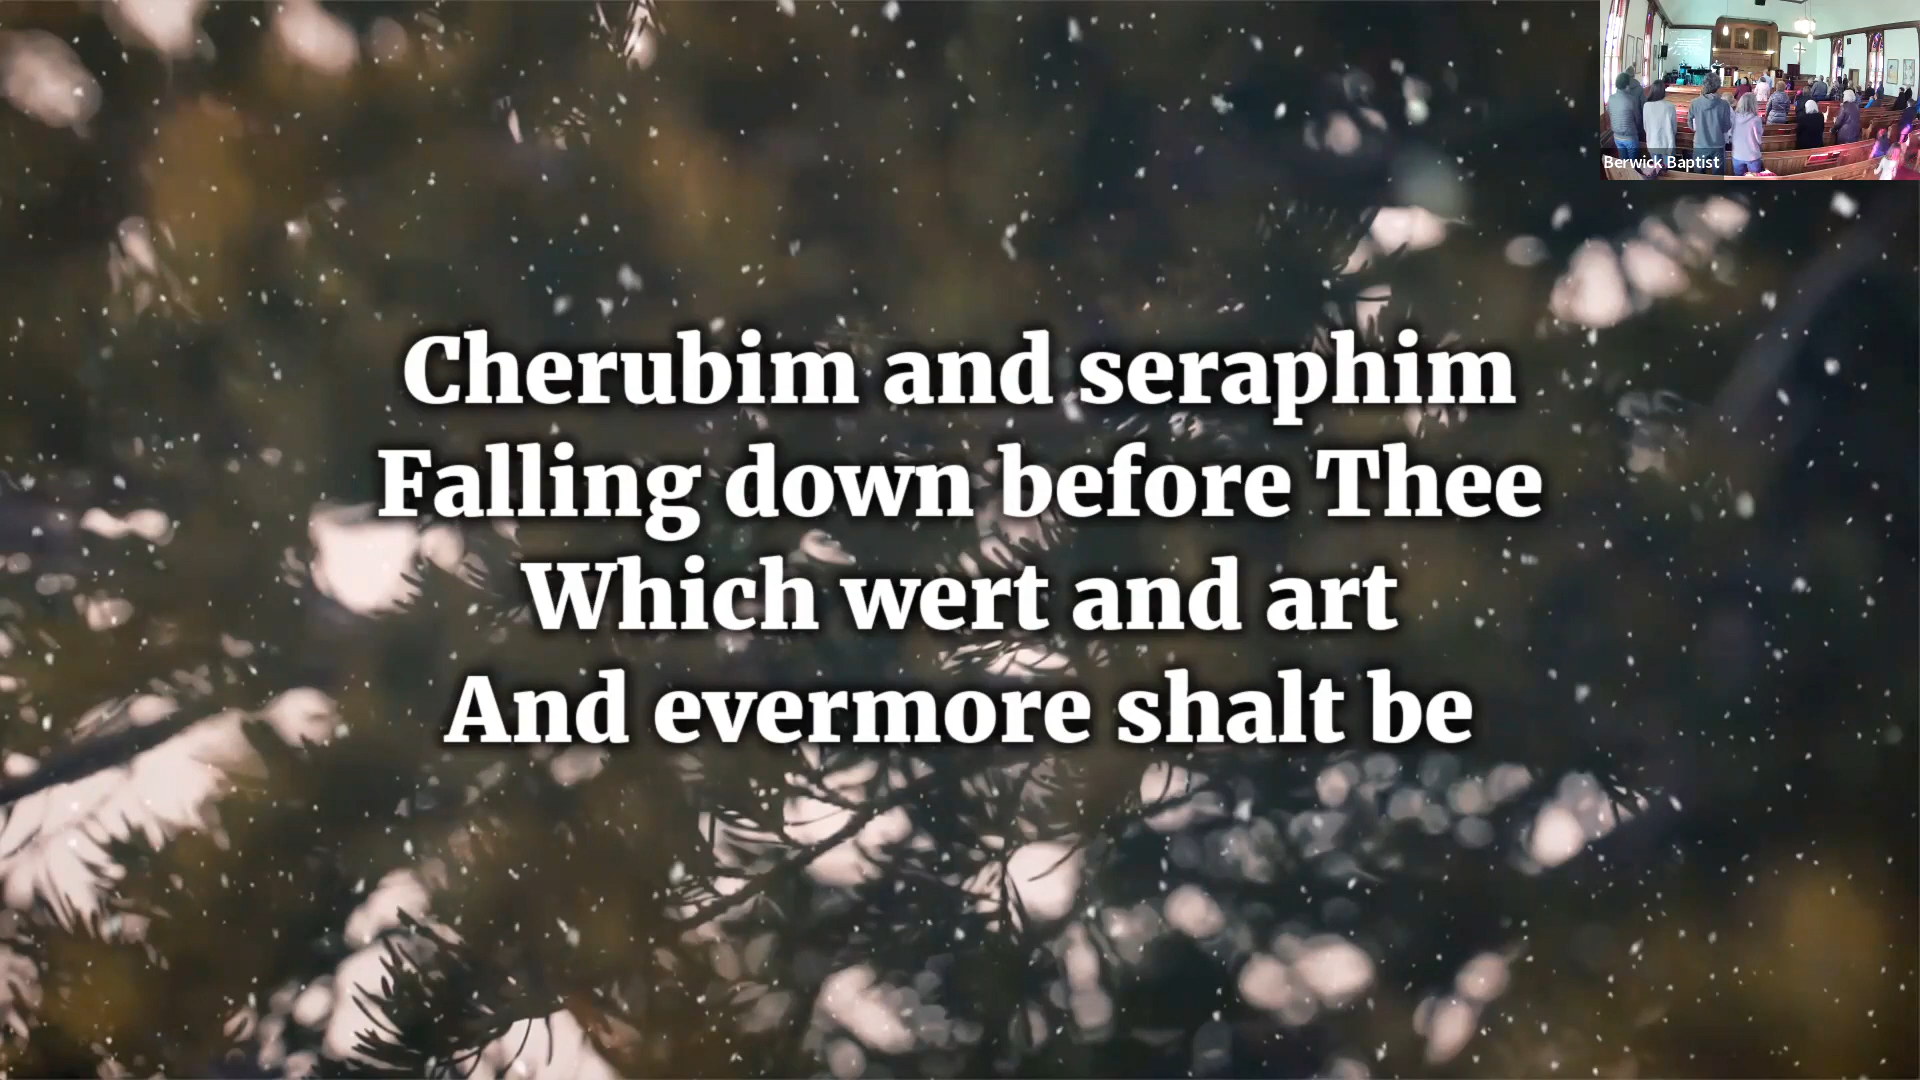 Berwick Baptist
Cherubim and seraphim
Falling down before Thee
Which wert and art
And evermore shalt be